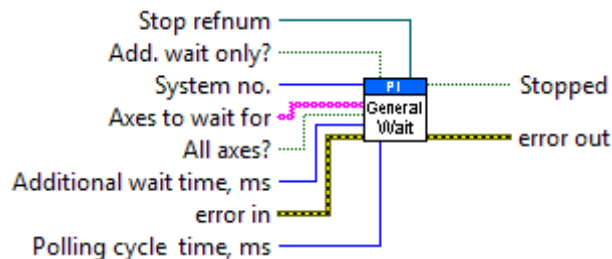 Stop refnum
Add. wait only?
System no.
Axes to wait for
All axes?
Additional wait time, ms
error in
Polling cycle time, ms
PI
General
Wait
Stopped
error out